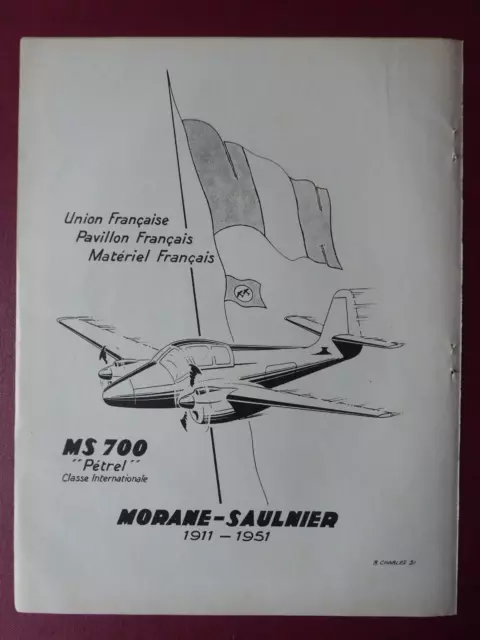 Union Française
Pavillon Français
Matériel Français
MS 700
"Pétrel"
Classe Internationale
MORANE-SAULNIER
1911 - 1951
B. CHARLES 51